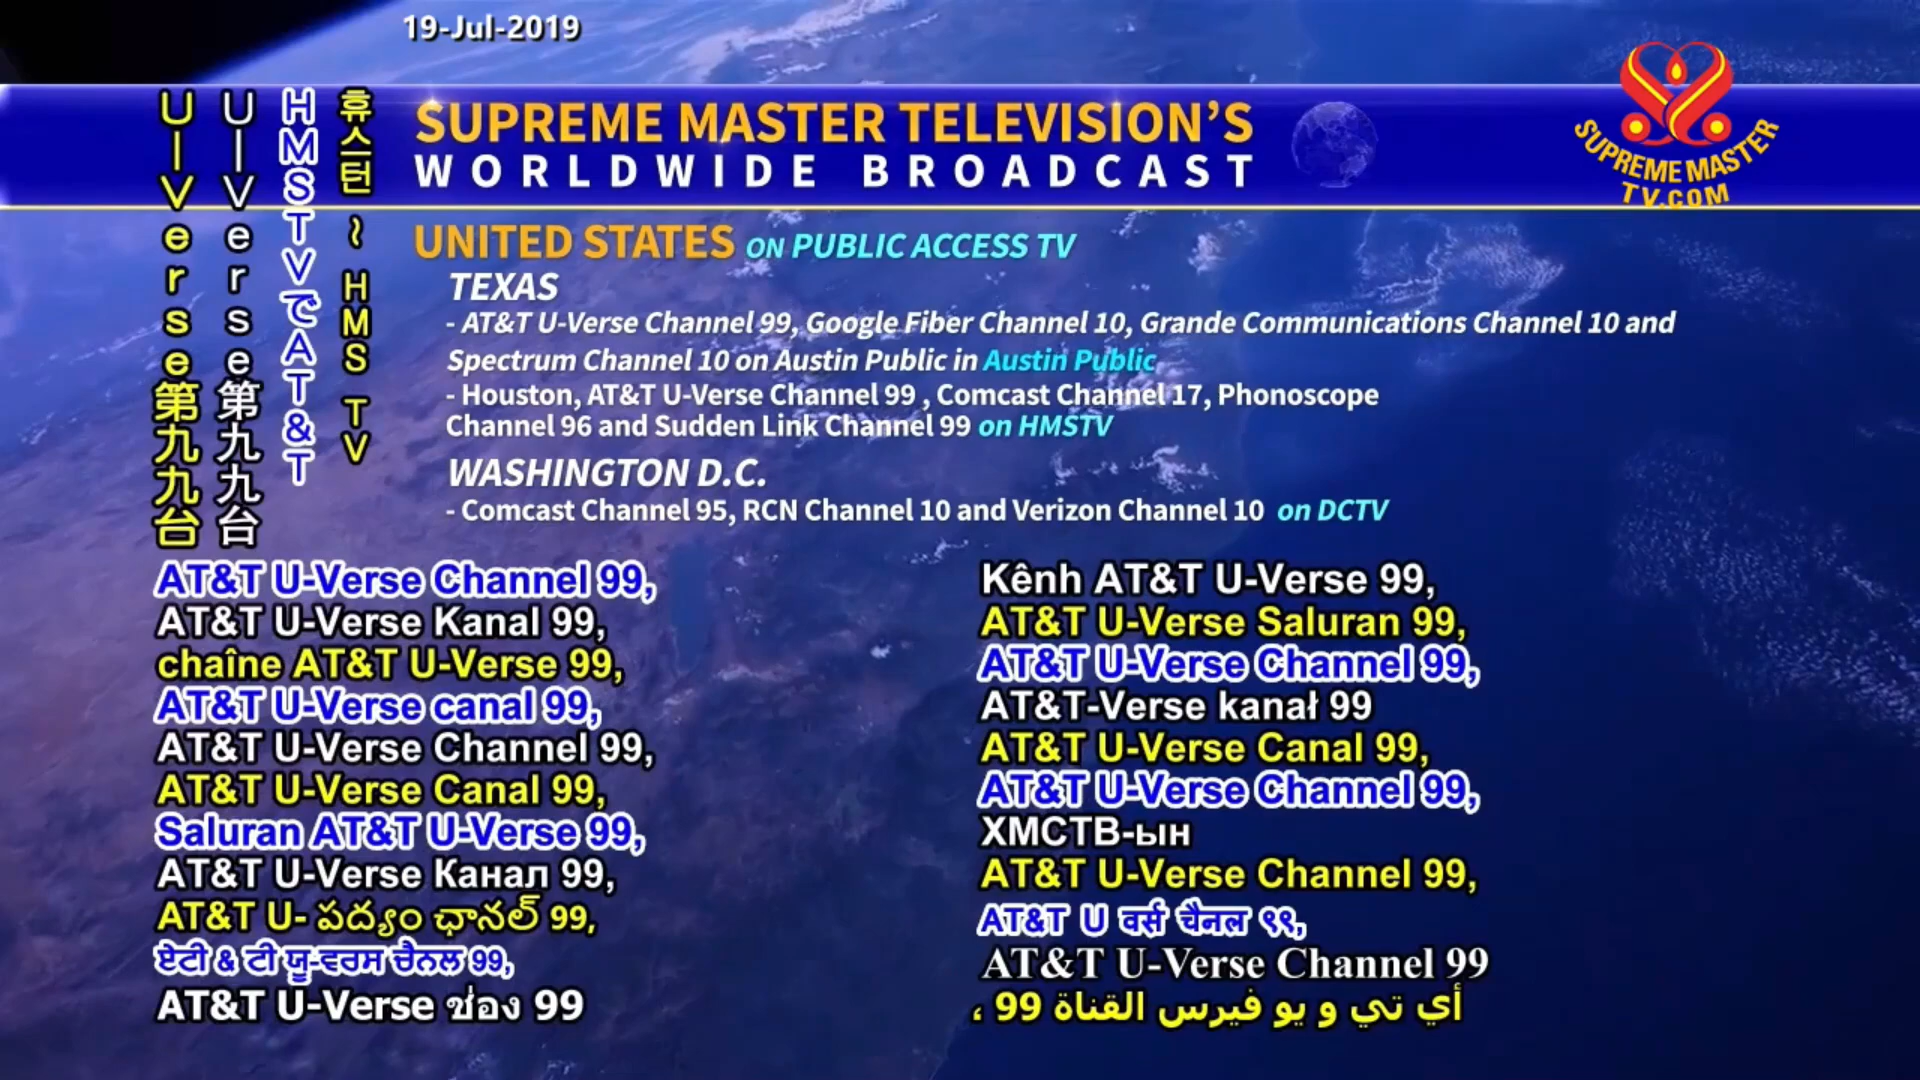 19-Jul-2019
U-Verse第九九台
U-Verse第九九台
HMSTVでAT&T
휴스턴 ~ HMS TV
SUPREME MASTER TELEVISION’S
WORLDWIDE BROADCAST
SUPREME MASTER
TV.COM
UNITED STATES ON PUBLIC ACCESS TV
TEXAS
- AT&T U-Verse Channel 99, Google Fiber Channel 10, Grande Communications Channel 10 and
Spectrum Channel 10 on Austin Public in Austin Public
- Houston, AT&T U-Verse Channel 99 , Comcast Channel 17, Phonoscope
Channel 96 and Sudden Link Channel 99 on HMSTV
WASHINGTON D.C.
- Comcast Channel 95, RCN Channel 10 and Verizon Channel 10 on DCTV
AT&T U-Verse Channel 99,
AT&T U-Verse Kanal 99,
chaîne AT&T U-Verse 99,
AT&T U-Verse canal 99,
AT&T U-Verse Channel 99,
AT&T U-Verse Canal 99,
Saluran AT&T U-Verse 99,
AT&T U-Verse Канал 99,
AT&T U- పద్యం ఛానల్ 99,
ਏਟੀ & ਟੀ ਯੂ-ਵਰਸ ਚੈਨਲ 99,
AT&T U-Verse ช่อง 99
Kênh AT&T U-Verse 99,
AT&T U-Verse Saluran 99,
AT&T U-Verse Channel 99,
AT&T-Verse kanał 99
AT&T U-Verse Canal 99,
AT&T U-Verse Channel 99,
ХМСТВ-ын
AT&T U-Verse Channel 99,
AT&T U वर्स चैनल ९९,
AT&T U-Verse Channel 99
أي تي و يو فيرس القناة 99 ،